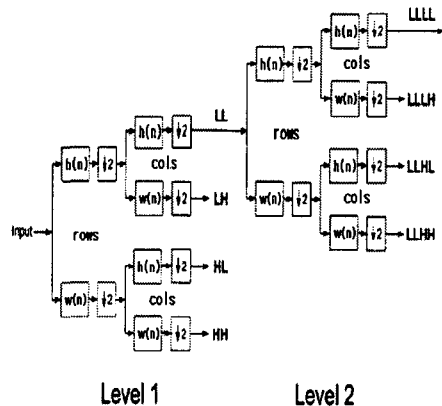 LLLL
h(n) ↓2
h(n) ↓2 cols
w(n) ↓2 LLLH
LL
h(n) ↓2 rows
h(n) ↓2 cols
w(n) ↓2 LH
h(n) ↓2 LLHL
w(n) ↓2 cols
w(n) ↓2 LLHH
Input rows
h(n) ↓2 HL
w(n) ↓2 cols
w(n) ↓2 HH
Level 1 Level 2